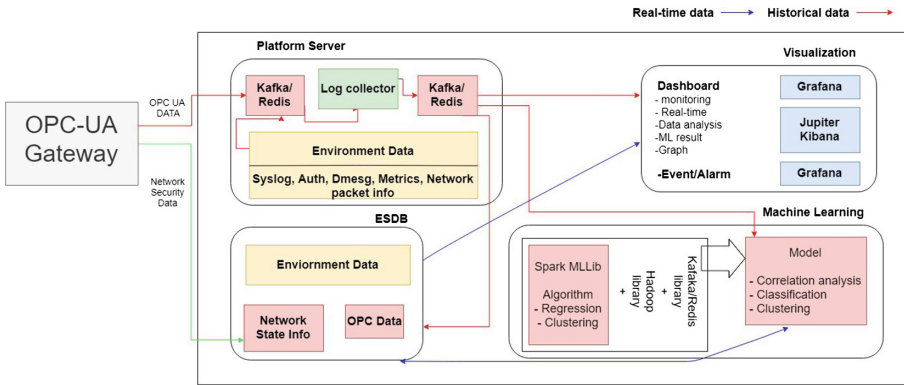 Real-time data
Historical data
Platform Server
Visualization
Kafka/
Redis
Log collector
Kafka/
Redis
Environment Data
Syslog, Auth, Dmesg, Metrics, Network
packet info
OPC UA
DATA
OPC-UA
Gateway
Network
Security
Data
Dashboard
- monitoring
- Real-time
-Data analysis
-ML result
-Graph
-Event/Alarm
Grafana
Jupiter
Kibana
Grafana
ESDB
Enviornment Data
Network
State Info
OPC Data
Machine Learning
Spark MLLib
Algorithm
- Regression
- Clustering
+
Hadoop
library
+
Kafaka/Redis
library
Model
- Correlation analysis
- Classification
- Clustering